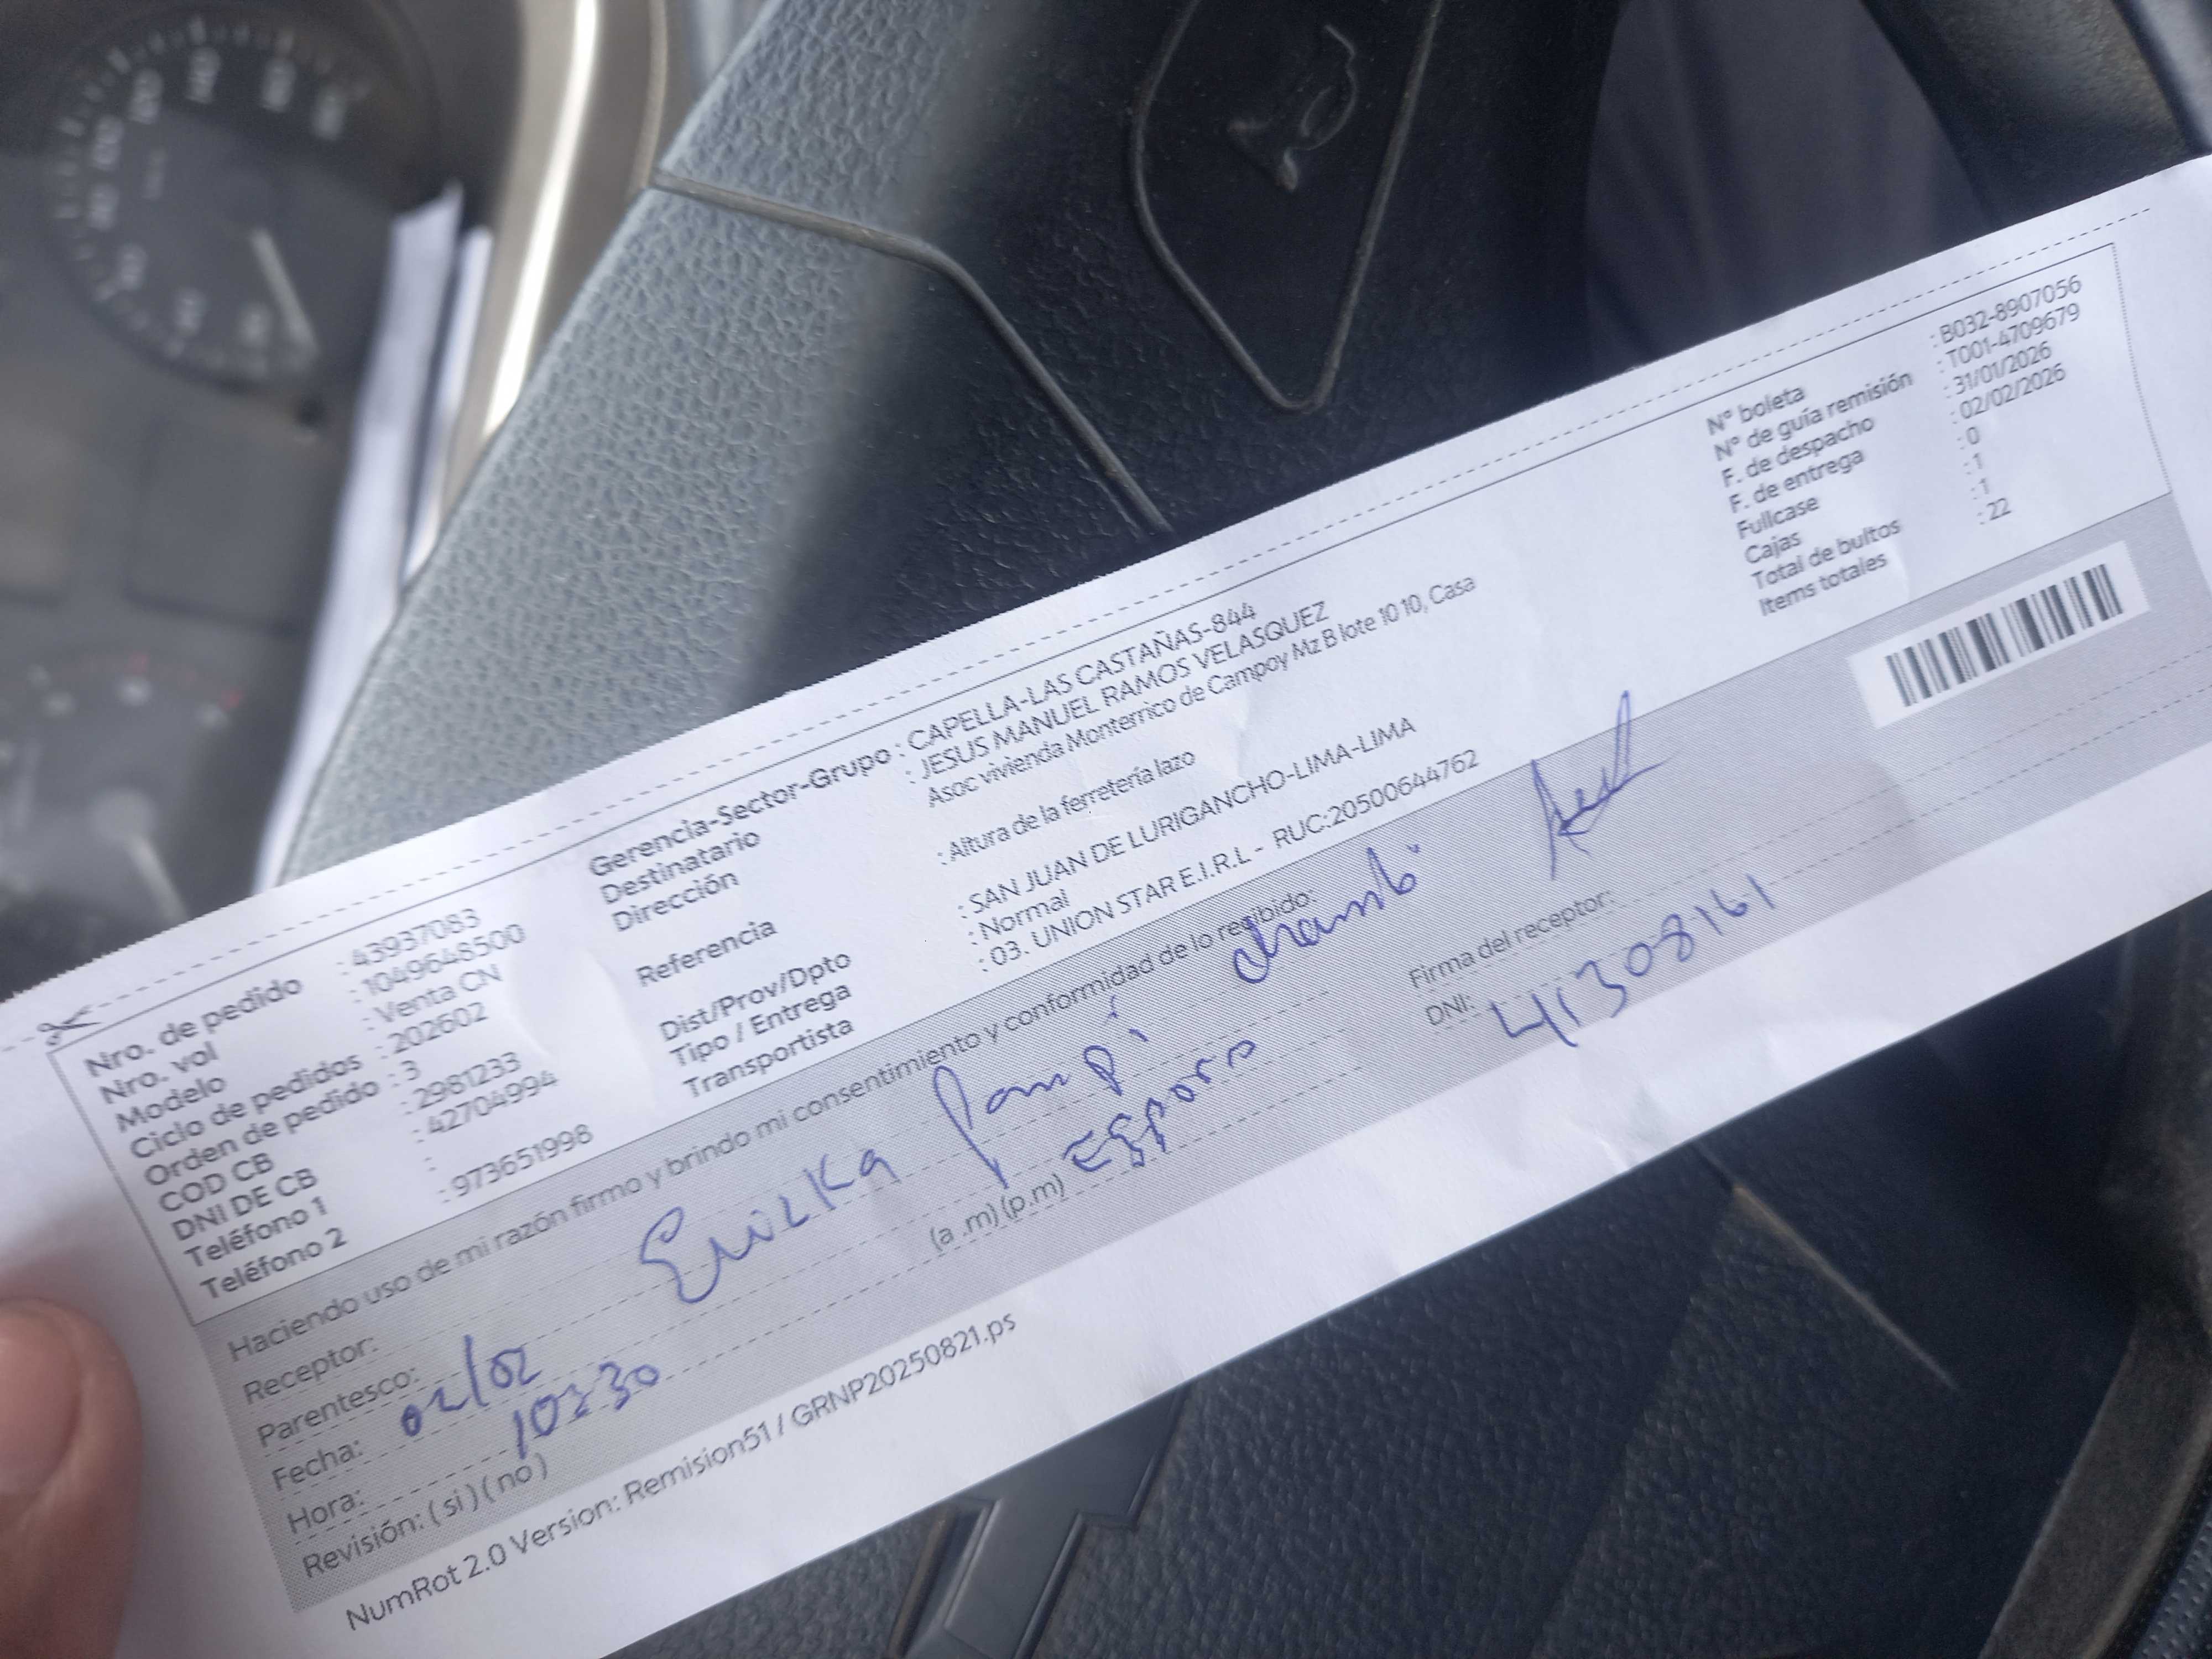 Nro. de pedido : 43937083
Nro. vol : 1049648500
Modelo : Venta CN
Ciclo de pedidos : 202602
Orden de pedido : 3
COD CB : 2981233
DNI DE CB : 42704994
Teléfono 1 :
Teléfono 2 : 973651998
Gerencia-Sector-Grupo : CAPELLA-LAS CASTAÑAS-844
Destinatario : JESUS MANUEL RAMOS VELASQUEZ
Dirección Asoc vivienda Monterrico de Campoy Mz B lote 10 10, Casa
Referencia : Altura de la ferretería lazo
Dist/Prov/Dpto : SAN JUAN DE LURIGANCHO-LIMA-LIMA
Tipo / Entrega : Normal
Transportista : 03. UNION STAR E.I.R.L - RUC:20500644762
N° boleta : B032-8907056
N° de guía remisión : T001-4709679
F. de despacho : 31/01/2026
F. de entrega : 02/02/2026
Fullcase : 0
Cajas : 1
Total de bultos : 1
Items totales : 22
Haciendo uso de mi razón firmo y brindo mi consentimiento y conformidad de lo recibido:
Receptor:
Parentesco: Esposa
Fecha: 02/02
Hora: 10:30 (a .m) (p.m)
Revisión: ( si ) ( no )
Firma del receptor:
DNI: 41308161
NumRot 2.0 Version: Remision51 / GRNP20250821.ps